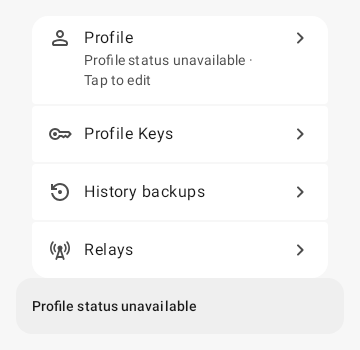 Profile
Profile status unavailable ·
Tap to edit
Profile Keys
History backups
Relays
Profile status unavailable